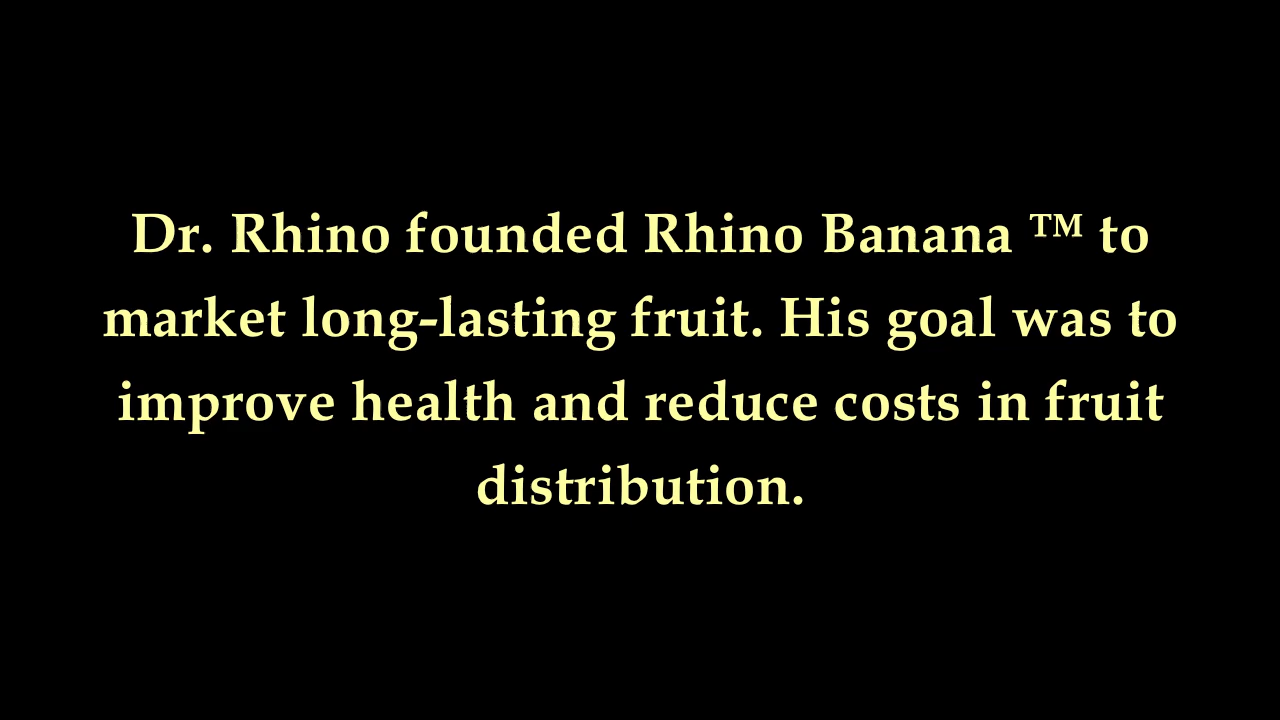 Dr. Rhino founded Rhino Banana ™ to
market long-lasting fruit. His goal was to
improve health and reduce costs in fruit
distribution.